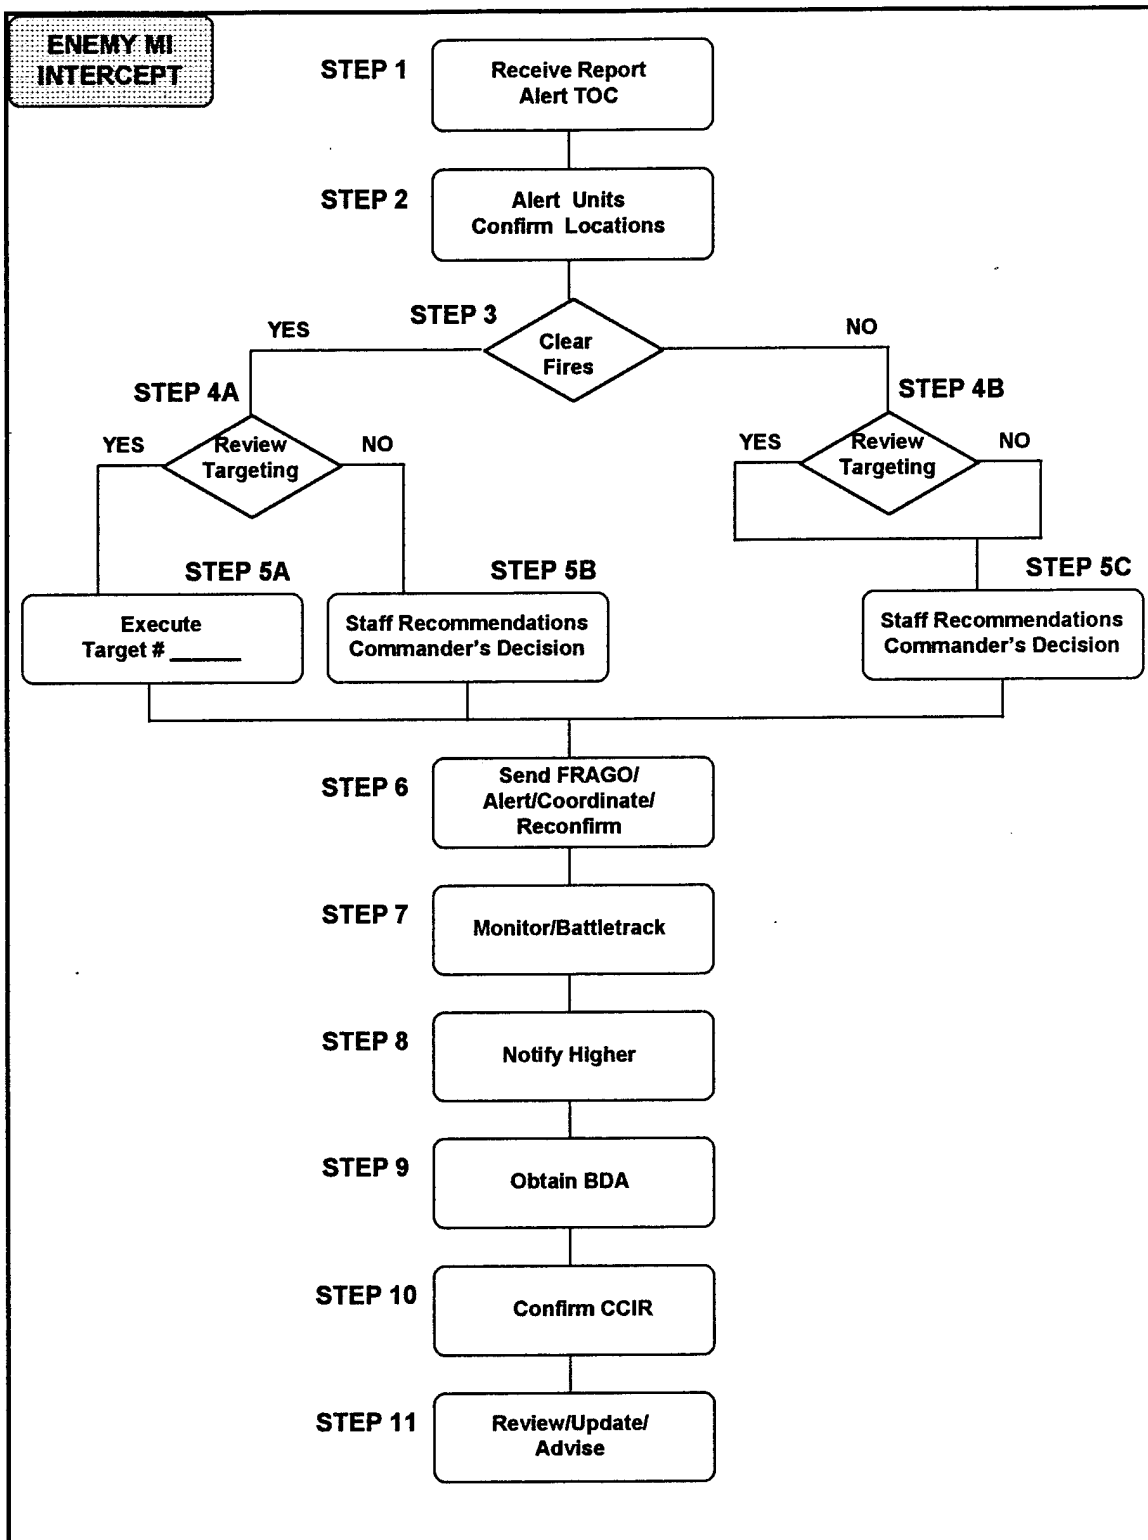 ENEMY MI
INTERCEPT
STEP 1
Receive Report
Alert TOC
STEP 2
Alert Units
Confirm Locations
STEP 3
Clear
Fires
YES
NO
STEP 4A
Review
Targeting
YES
NO
STEP 4B
Review
Targeting
YES
NO
STEP 5A
Execute
Target # ______
STEP 5B
Staff Recommendations
Commander's Decision
STEP 5C
Staff Recommendations
Commander's Decision
STEP 6
Send FRAGO/
Alert/Coordinate/
Reconfirm
STEP 7
Monitor/Battletrack
STEP 8
Notify Higher
STEP 9
Obtain BDA
STEP 10
Confirm CCIR
STEP 11
Review/Update/
Advise